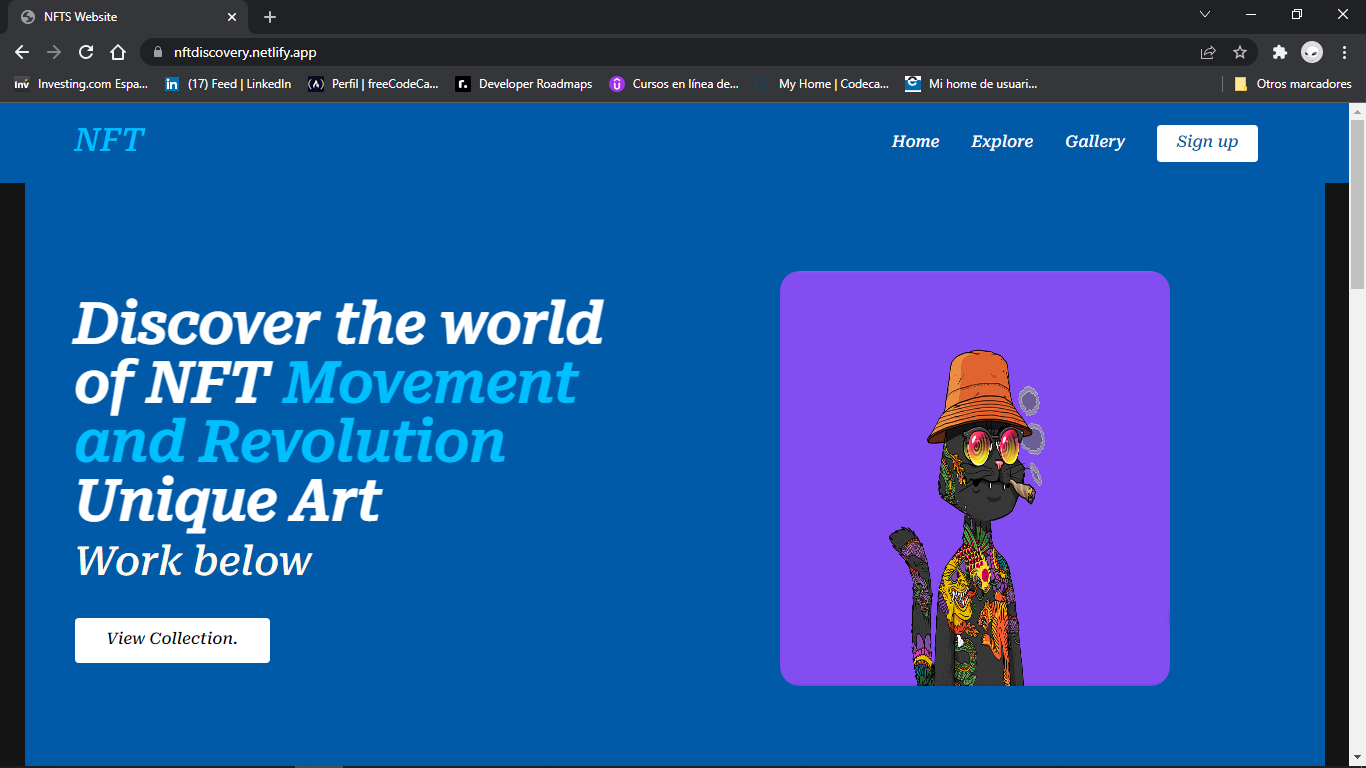 NFTS Website
nftdiscovery.netlify.app
Investing.com Espa... (17) Feed | LinkedIn Perfil | freeCodeCa... Developer Roadmaps Cursos en línea de... My Home | Codeca... Mi home de usuari... Otros marcadores
NFT Home Explore Gallery Sign up
Discover the world
of NFT Movement
and Revolution
Unique Art
Work below
View Collection.